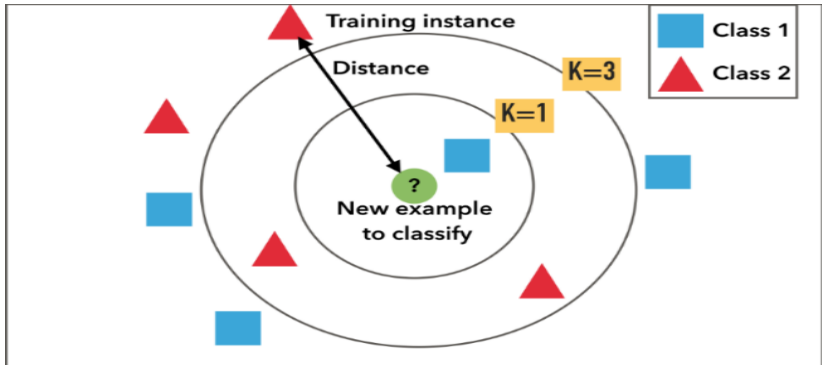 Training instance
Distance
K=3
K=1
Class 1
Class 2
?
New example
to classify